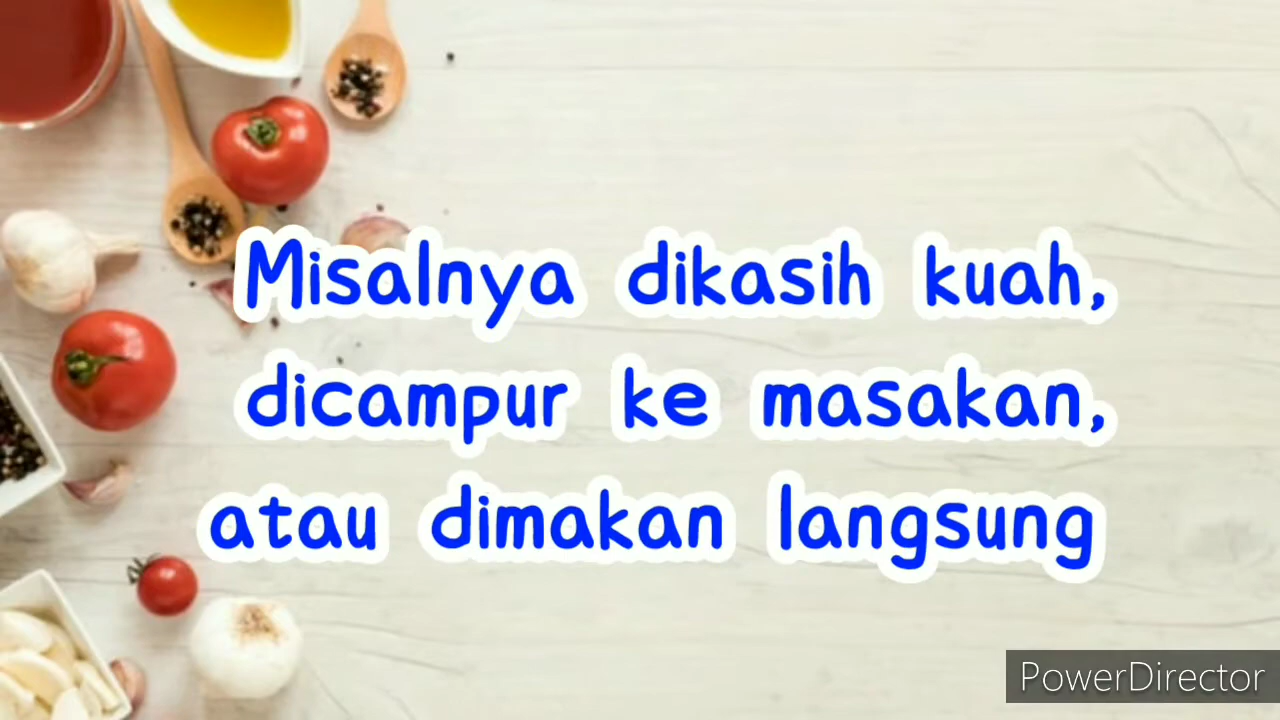 Misalnya dikasih kuah,
dicampur ke masakan,
atau dimakan langsung
PowerDirector